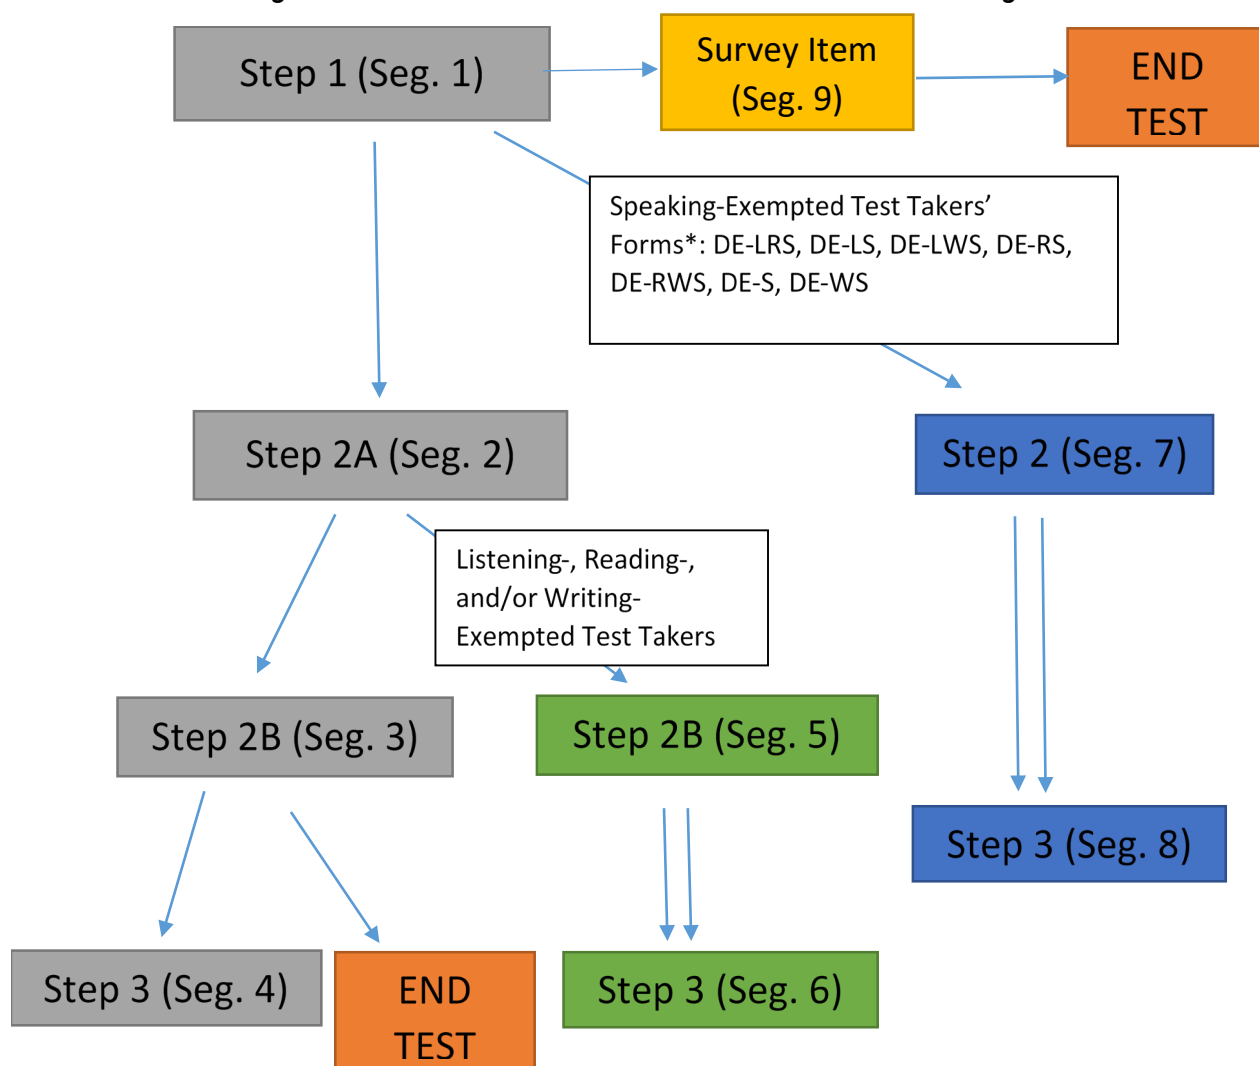 Step 1 (Seg. 1)
Survey Item
(Seg. 9)
END
TEST
Speaking-Exempted Test Takers’
Forms*: DE-LRS, DE-LS, DE-LWS, DE-RS,
DE-RWS, DE-S, DE-WS
Step 2A (Seg. 2)
Step 2 (Seg. 7)
Listening-, Reading-,
and/or Writing-
Exempted Test Takers
Step 2B (Seg. 3)
Step 2B (Seg. 5)
Step 3 (Seg. 8)
Step 3 (Seg. 4)
END
TEST
Step 3 (Seg. 6)